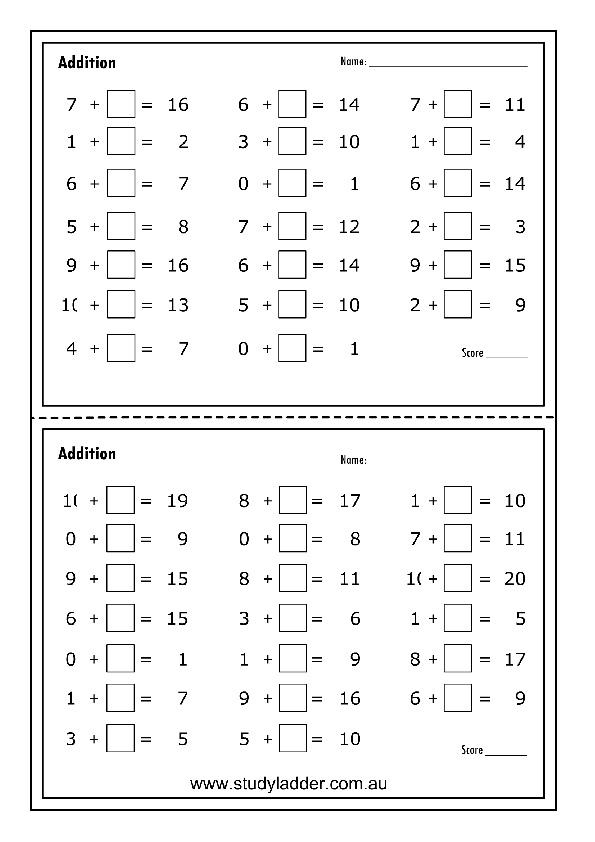 Addition Name:
7 + = 16 6 + = 14 7 + = 11
1 + = 2 3 + = 10 1 + = 4
6 + = 7 0 + = 1 6 + = 14
5 + = 8 7 + = 12 2 + = 3
9 + = 16 6 + = 14 9 + = 15
10 + = 13 5 + = 10 2 + = 9
4 + = 7 0 + = 1 Score
Addition Name:
10 + = 19 8 + = 17 1 + = 10
0 + = 9 0 + = 8 7 + = 11
9 + = 15 8 + = 11 10 + = 20
6 + = 15 3 + = 6 1 + = 5
0 + = 1 1 + = 9 8 + = 17
1 + = 7 9 + = 16 6 + = 9
3 + = 5 5 + = 10 Score
www.studyladder.com.au